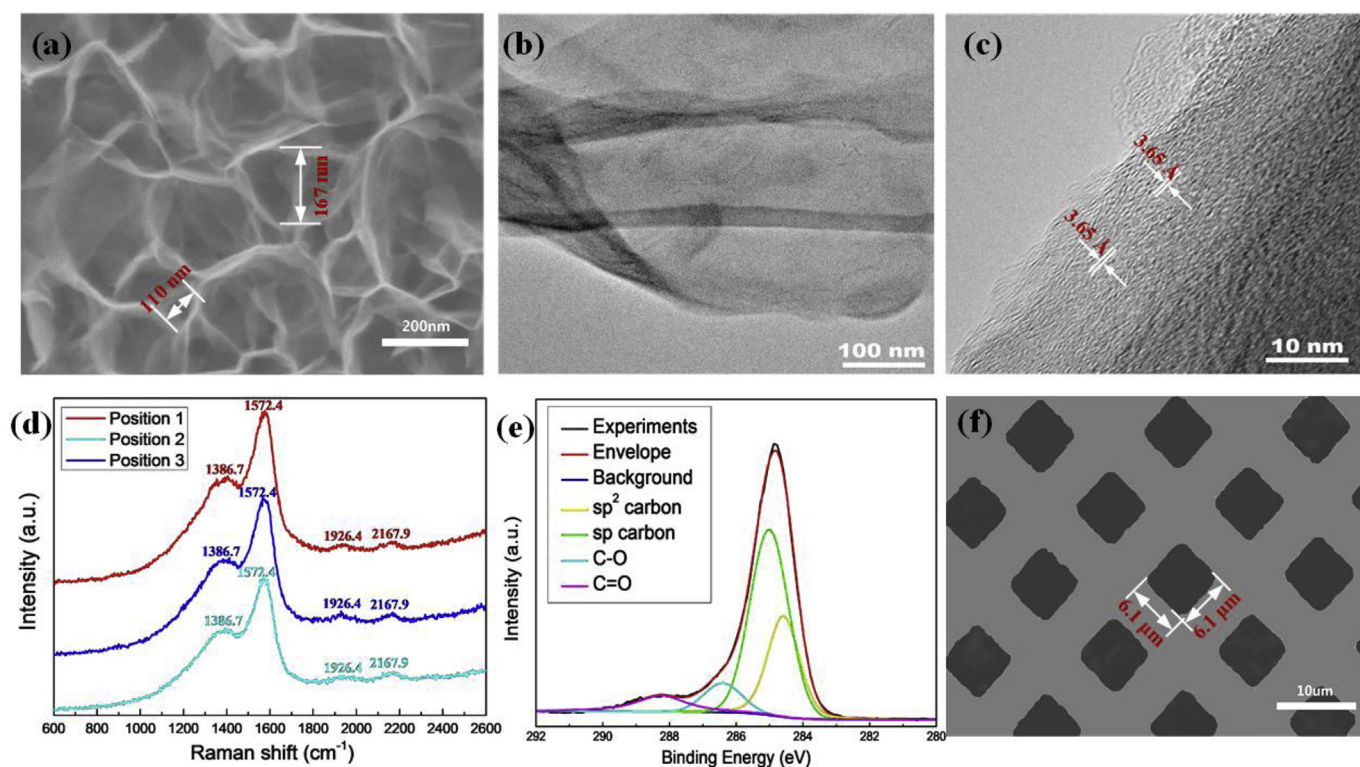 (a)
167 nm
110 nm
200nm
(b)
100 nm
(c)
3.65 Å
3.65 Å
10 nm
(d)
Position 1
Position 2
Position 3
1572.4
1386.7
1572.4
1926.4
2167.9
1386.7
1572.4
1926.4
2167.9
1386.7
1926.4
2167.9
Intensity (a.u.)
600 800 1000 1200 1400 1600 1800 2000 2200 2400 2600
Raman shift (cm⁻¹)
(e)
Experiments
Envelope
Background
sp² carbon
sp carbon
C-O
C=O
Intensity (a.u.)
292 290 288 286 284 282 280
Binding Energy (eV)
(f)
6.1 μm
6.1 μm
10um